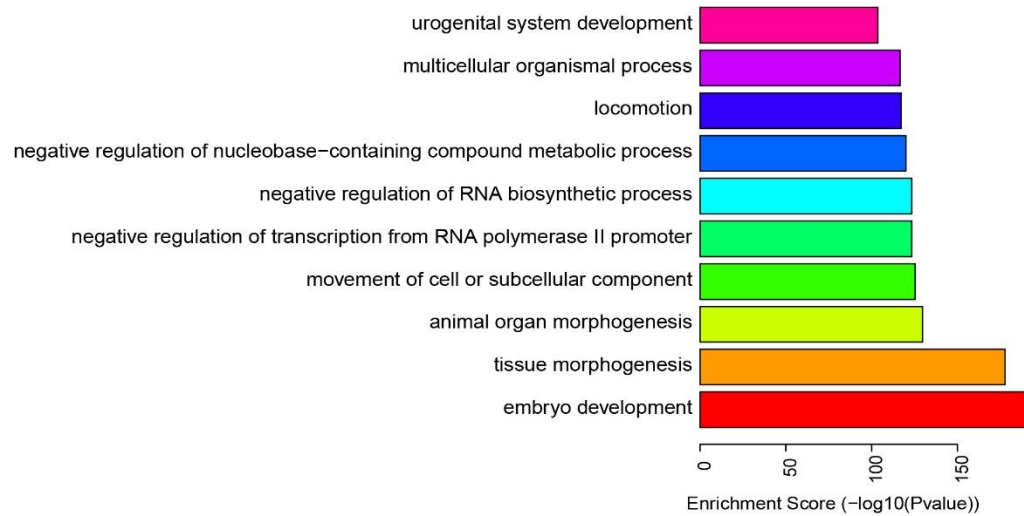 urogenital system development
multicellular organismal process
locomotion
negative regulation of nucleobase−containing compound metabolic process
negative regulation of RNA biosynthetic process
negative regulation of transcription from RNA polymerase II promoter
movement of cell or subcellular component
animal organ morphogenesis
tissue morphogenesis
embryo development
0 50 100 150
Enrichment Score (−log10(Pvalue))